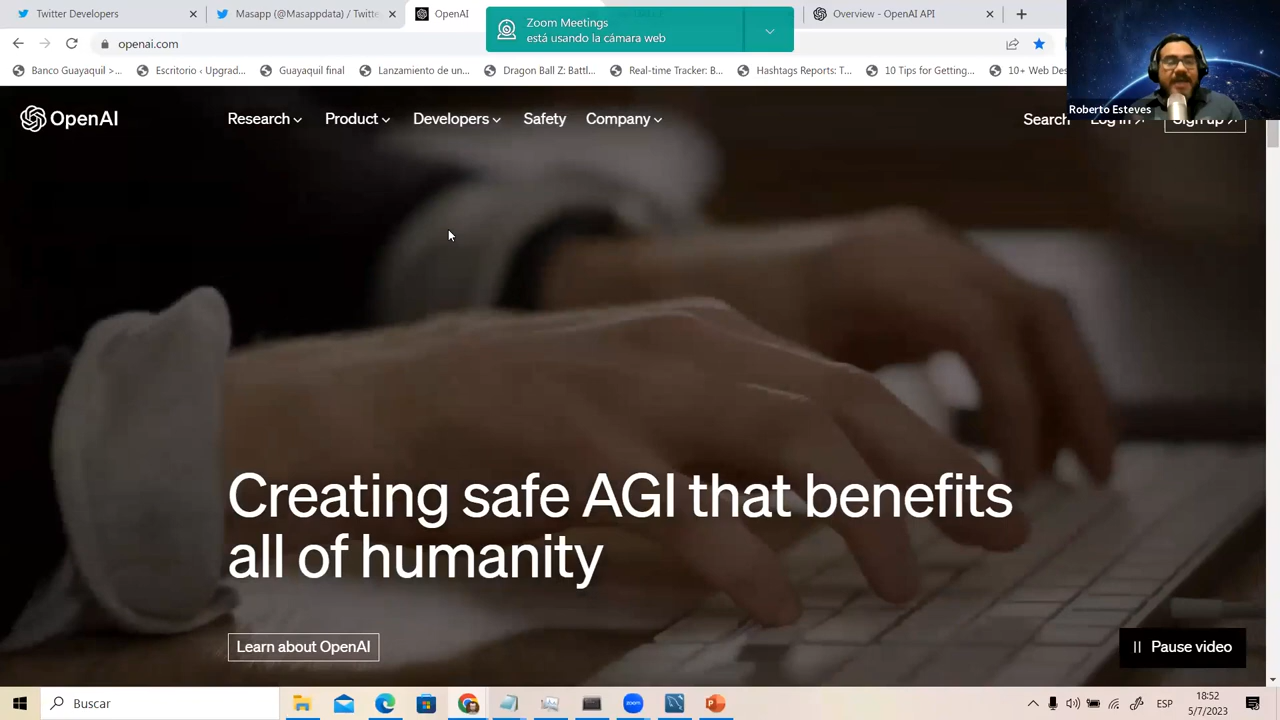 Twitter Developers
Masapp (@Masappdata) / Twitte
OpenAI
Overview - OpenAI API
Zoom Meetings
está usando la cámara web
openai.com
Banco Guayaquil >...
Escritorio - Upgrad...
Guayaquil final
Lanzamiento de un...
Dragon Ball Z: Battl...
Real-time Tracker: B...
Hashtags Reports: T...
10 Tips for Getting...
10+ Web Des
Roberto Esteves
OpenAI
Research
Product
Developers
Safety
Company
Search
Log in
Sign up
Creating safe AGI that benefits
all of humanity
Learn about OpenAI
Pause video
Buscar
ESP
18:52
5/7/2023